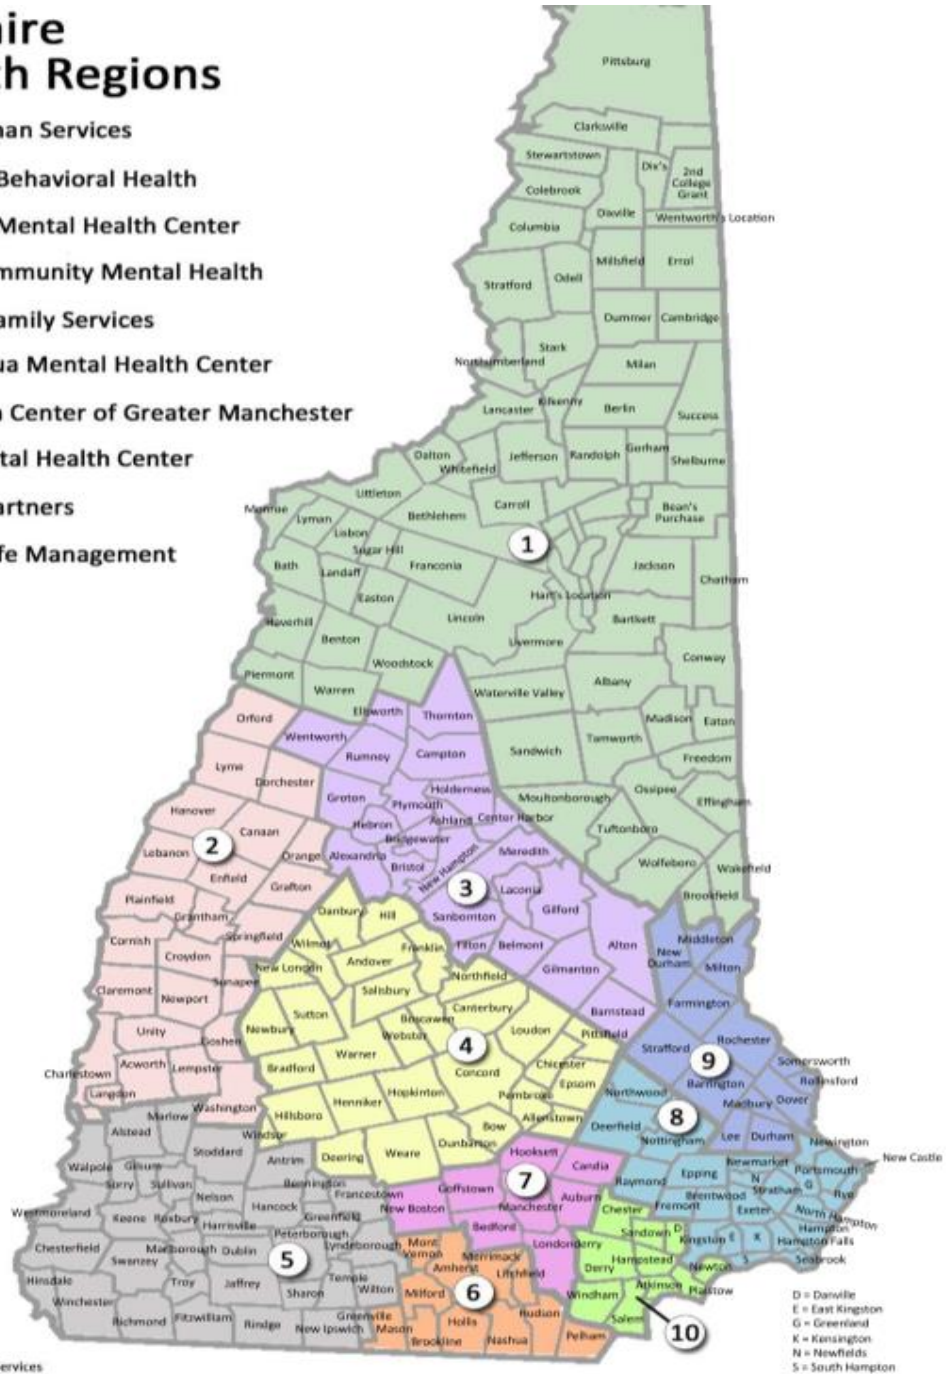 ire
h Regions
an Services
Behavioral Health
Mental Health Center
mmunity Mental Health
amily Services
ua Mental Health Center
Center of Greater Manchester
tal Health Center
artners
fe Management
Pittsburg
Clarksville
Stewartstown
Dix's
2nd
College
Grant
Colebrook
Dixville
Wentworth's Location
Columbia
Millsfield
Errol
Odell
Stratford
Dummer
Cambridge
Stark
Northumberland
Milan
Kilkenny
Lancaster
Berlin
Success
Dalton
Whitefield
Jefferson
Randolph
Gorham
Shelburne
Littleton
Carroll
Monroe
Lyman
Bethlehem
Bean's
Purchase
Lisbon
1
Sugar Hill
Bath
Landaff
Franconia
Jackson
Chatham
Easton
Hart's Location
Haverhill
Lincoln
Bartlett
Benton
Livermore
Conway
Woodstock
Piermont
Warren
Waterville Valley
Albany
Orford
Ellsworth
Thornton
Madison
Eaton
Wentworth
Rumney
Campton
Sandwich
Tamworth
Freedom
Lyme
Dorchester
Groton
Holderness
Moultonborough
Ossipee
Effingham
Plymouth
Hanover
Hebron
Ashland
Center Harbor
Tuftonboro
Canaan
2
Bridgewater
Lebanon
Orange
Alexandria
Bristol
New Hampton
Meredith
Wolfeboro
Wakefield
Enfield
Grafton
3
Laconia
Brookfield
Plainfield
Grantham
Danbury
Hill
Sanbornton
Gilford
Cornish
Springfield
Wilmot
Franklin
Tilton
Belmont
Alton
Middleton
New
Durham
Milton
Croydon
Andover
New London
Northfield
Gilmanton
Claremont
Newport
Sunapee
Salisbury
Farmington
Sutton
Boscawen
Canterbury
Barnstead
Unity
Goshen
Newbury
Webster
Loudon
Pittsfield
Rochester
4
Strafford
9
Somersworth
Charlestown
Acworth
Lempster
Bradford
Warner
Concord
Chicester
Epsom
Barrington
Rollinsford
Langdon
Hopkinton
Pembroke
Northwood
Madbury
Dover
Marlow
Washington
Hillsboro
Henniker
Allenstown
8
Alstead
Windsor
Bow
Deerfield
Nottingham
Lee
Durham
Newington
Stoddard
Antrim
Deering
Weare
Dunbarton
Hooksett
New Castle
Walpole
Gilsum
Surry
Sullivan
Bennington
7
Candia
Raymond
Epping
Newmarket
Portsmouth
N
Stratham
G
Nelson
Hancock
Francestown
Goffstown
Auburn
Fremont
Brentwood
Rye
Westmoreland
Keene
Roxbury
Harrisville
Greenfield
New Boston
Manchester
Chester
Exeter
North Hampton
Peterborough
Bedford
Sandown
D
Kingston
E
K
Hampton
Hampton Falls
Chesterfield
Marlborough
Dublin
Lyndeborough
Mont
Vernon
Londonderry
Swanzey
5
Merrimack
Derry
Hampstead
Newton
S
Seabrook
Hinsdale
Troy
Jaffrey
Temple
Wilton
Amherst
Litchfield
Atkinson
Plaistow
Sharon
Milford
6
Windham
Winchester
Richmond
Fitzwilliam
Rindge
Greenville
New Ipswich
Mason
Hollis
Hudson
Salem
10
Brookline
Nashua
Pelham
D = Danville
E = East Kingston
G = Greenland
K = Kensington
N = Newfields
S = South Hampton
ervices